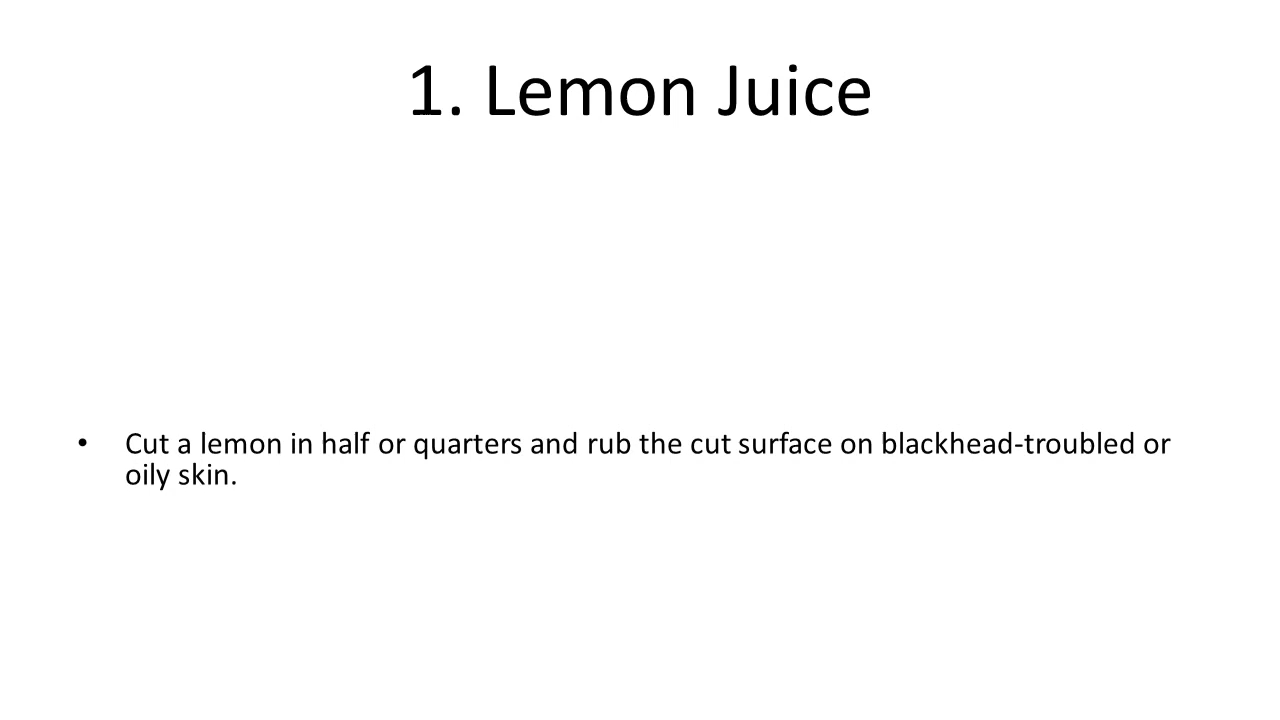 1. Lemon Juice
• Cut a lemon in half or quarters and rub the cut surface on blackhead-troubled or
oily skin.